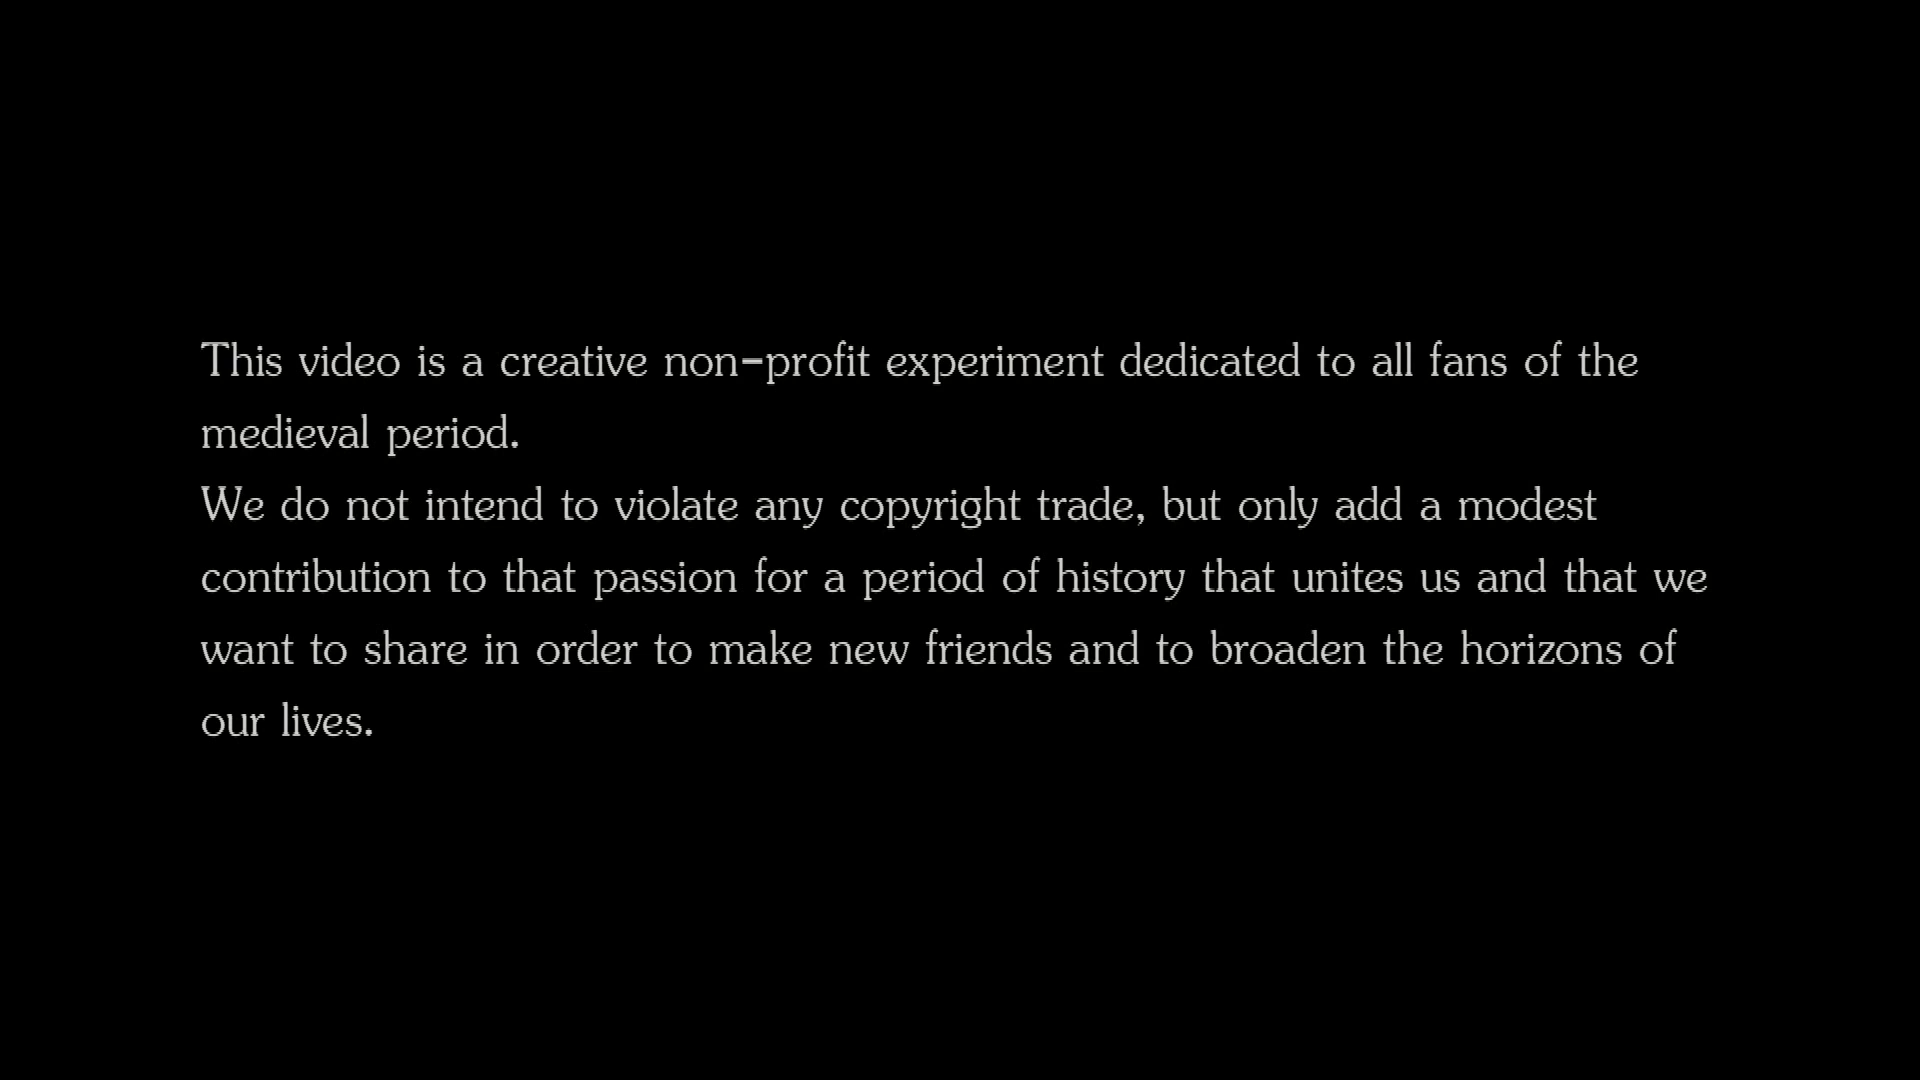 This video is a creative non-profit experiment dedicated to all fans of the
medieval period.
We do not intend to violate any copyright trade, but only add a modest
contribution to that passion for a period of history that unites us and that we
want to share in order to make new friends and to broaden the horizons of
our lives.